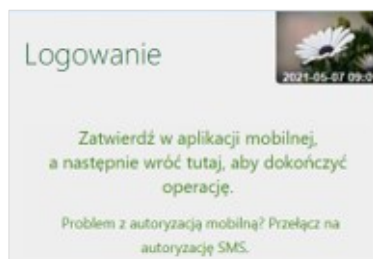 Logowanie
2021-05-07 09:0
Zatwierdź w aplikacji mobilnej,
a następnie wróć tutaj, aby dokończyć
operację.
Problem z autoryzacją mobilną? Przełącz na
autoryzację SMS.